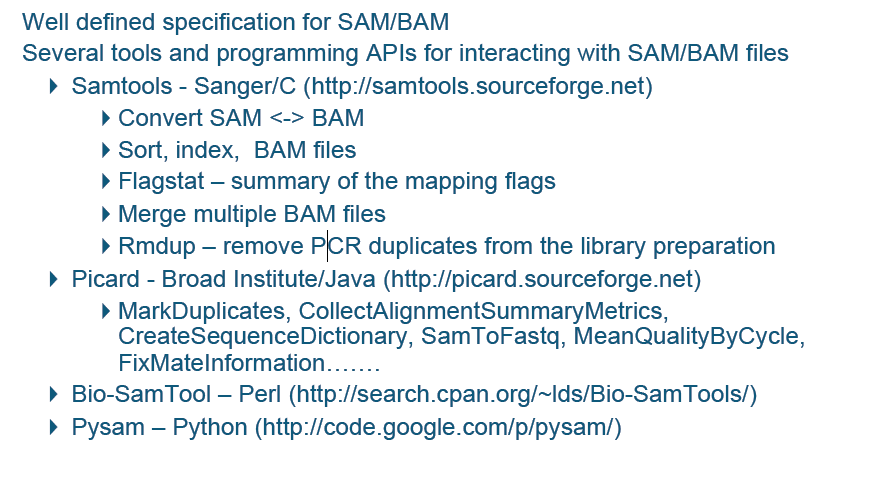 Well defined specification for SAM/BAM
Several tools and programming APIs for interacting with SAM/BAM files
Samtools - Sanger/C (http://samtools.sourceforge.net)
Convert SAM <-> BAM
Sort, index,  BAM files
Flagstat – summary of the mapping flags
Merge multiple BAM files
Rmdup – remove PCR duplicates from the library preparation
Picard - Broad Institute/Java (http://picard.sourceforge.net)
MarkDuplicates, CollectAlignmentSummaryMetrics,
CreateSequenceDictionary, SamToFastq, MeanQualityByCycle,
FixMateInformation…….
Bio-SamTool – Perl (http://search.cpan.org/~lds/Bio-SamTools/)
Pysam – Python (http://code.google.com/p/pysam/)